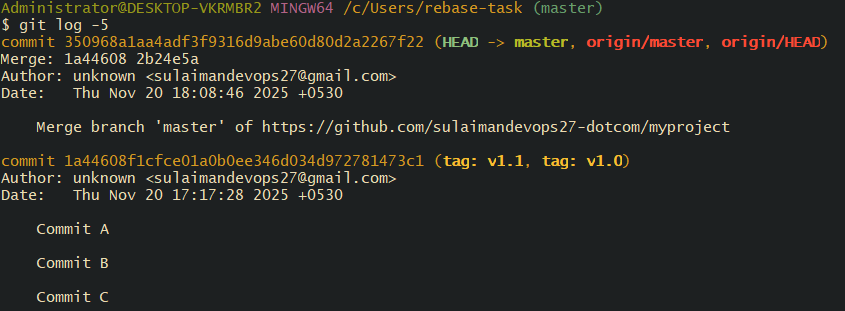 Administrator@DESKTOP-VKRMBR2 MINGW64 /c/Users/rebase-task (master)
$ git log -5
commit 350968a1aa4adf3f9316d9abe60d80d2a2267f22 (HEAD -> master, origin/master, origin/HEAD)
Merge: 1a44608 2b24e5a
Author: unknown <sulaimandevops27@gmail.com>
Date:   Thu Nov 20 18:08:46 2025 +0530

    Merge branch 'master' of https://github.com/sulaimandevops27-dotcom/myproject

commit 1a44608f1cfce01a0b0ee346d034d972781473c1 (tag: v1.1, tag: v1.0)
Author: unknown <sulaimandevops27@gmail.com>
Date:   Thu Nov 20 17:17:28 2025 +0530

    Commit A

    Commit B

    Commit C